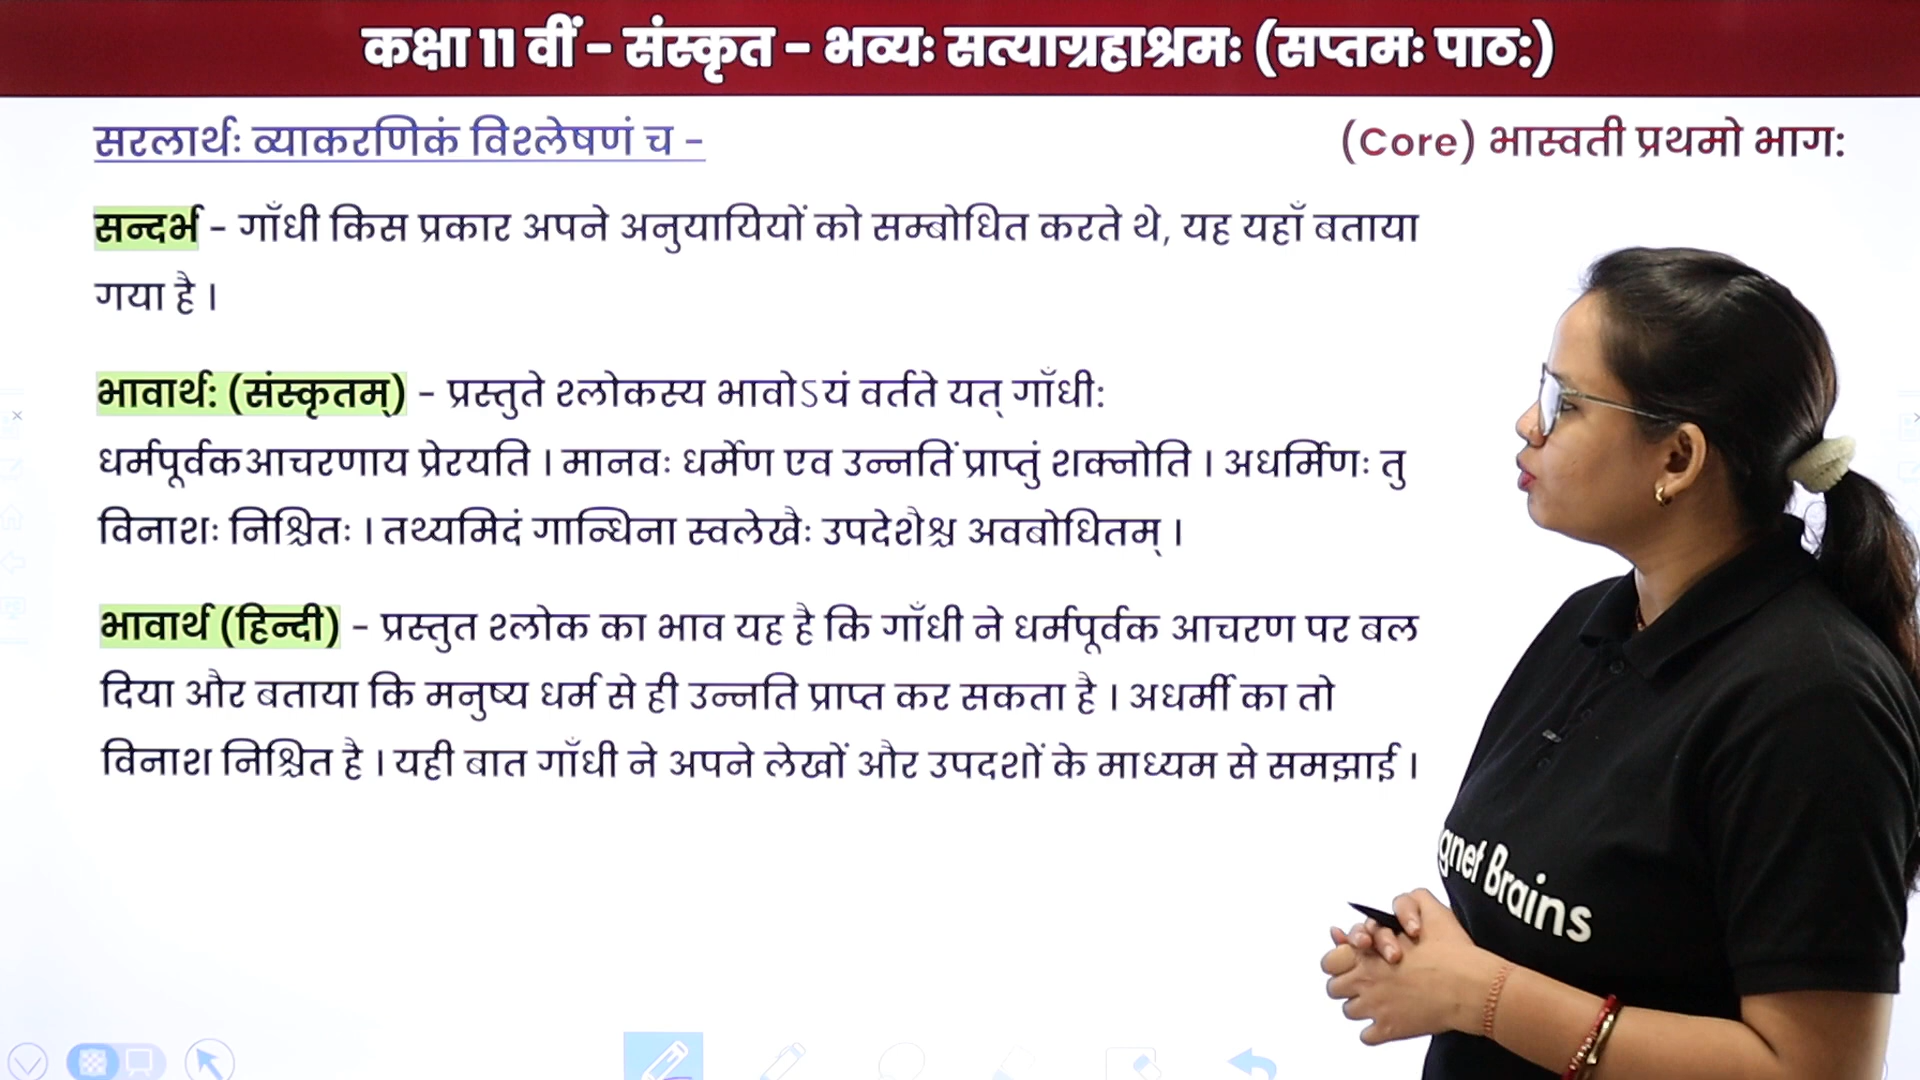 कक्षा 11 वीं - संस्कृत - भव्यः सत्याग्रहाश्रमः (सप्तमः पाठः)
सरलार्थः व्याकरणिकं विश्लेषणं च -
(Core) भास्वती प्रथमो भागः
सन्दर्भ - गाँधी किस प्रकार अपने अनुयायियों को सम्बोधित करते थे, यह यहाँ बताया
गया है ।
भावार्थः (संस्कृतम्) - प्रस्तुते श्लोकस्य भावोऽयं वर्तते यत् गाँधीः
धर्मपूर्वकआचरणाय प्रेरयति । मानवः धर्मेण एव उन्नतिं प्राप्तुं शक्नोति । अधर्मिणः तु
विनाशः निश्चितः । तथ्यमिदं गान्धिना स्वलेखैः उपदेशेश्च अवबोधितम् ।
भावार्थ (हिन्दी) - प्रस्तुत श्लोक का भाव यह है कि गाँधी ने धर्मपूर्वक आचरण पर बल
दिया और बताया कि मनुष्य धर्म से ही उन्नति प्राप्त कर सकता है । अधर्मी का तो
विनाश निश्चित है । यही बात गाँधी ने अपने लेखों और उपदशों के माध्यम से समझाई ।
gnet Brains